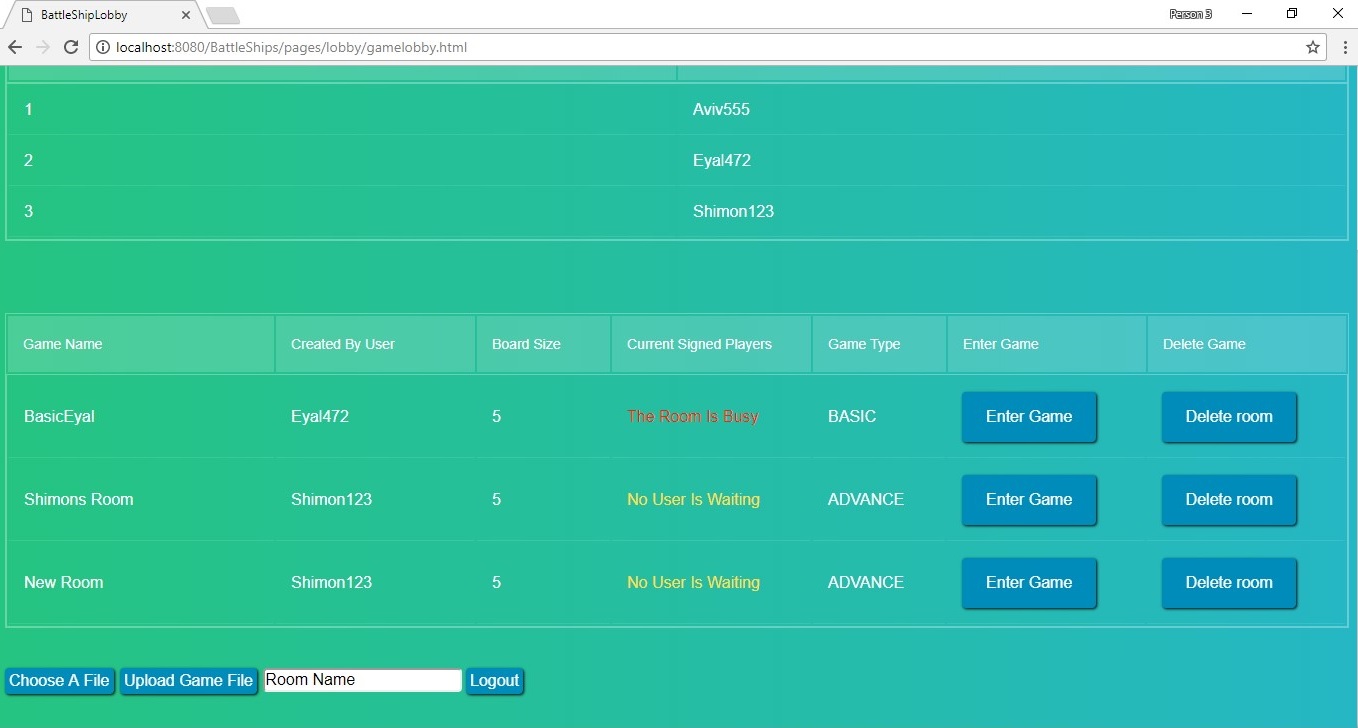 BattleShipLobby
Person 3
localhost:8080/BattleShips/pages/lobby/gamelobby.html
1 Aviv555
2 Eyal472
3 Shimon123
Game Name Created By User Board Size Current Signed Players Game Type Enter Game Delete Game
BasicEyal Eyal472 5 The Room Is Busy BASIC Enter Game Delete room
Shimons Room Shimon123 5 No User Is Waiting ADVANCE Enter Game Delete room
New Room Shimon123 5 No User Is Waiting ADVANCE Enter Game Delete room
Choose A File Upload Game File Room Name Logout